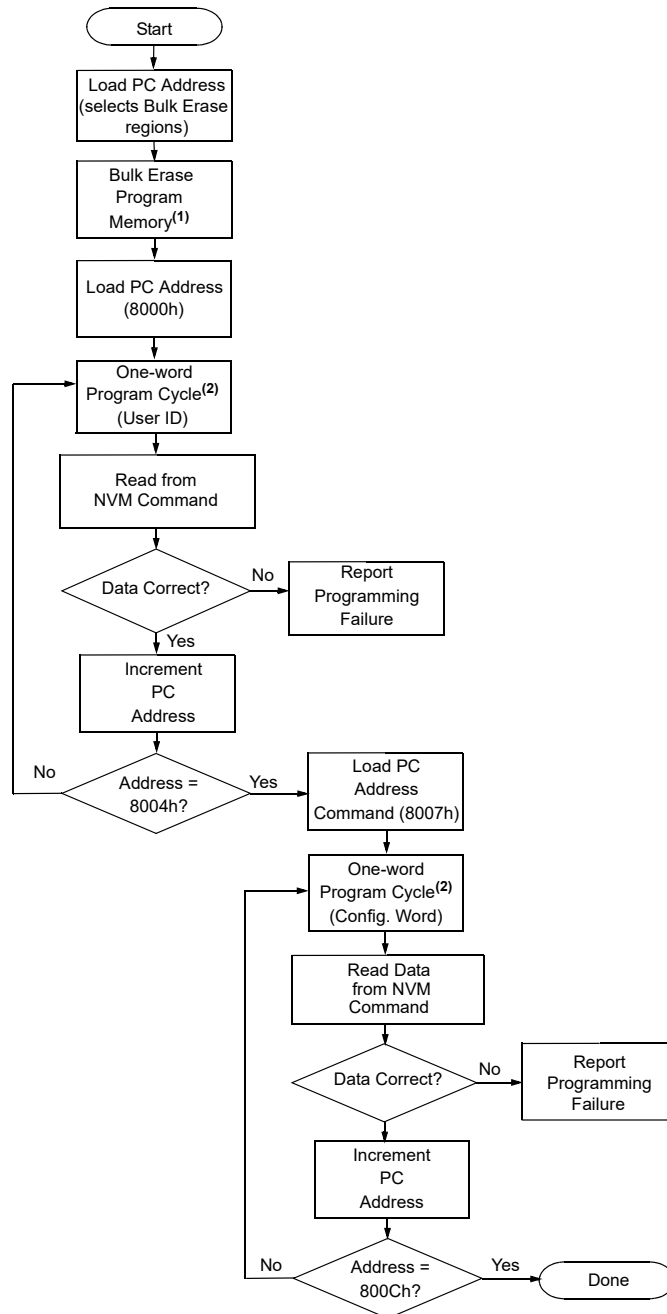 Start
Load PC Address
(selects Bulk Erase
regions)
Bulk Erase
Program
Memory(1)
Load PC Address
(8000h)
One-word
Program Cycle(2)
(User ID)
Read from
NVM Command
Data Correct?
No
Report
Programming
Failure
Yes
Increment
PC
Address
No
Address =
8004h?
Yes
Load PC
Address
Command (8007h)
One-word
Program Cycle(2)
(Config. Word)
Read Data
from NVM
Command
Data Correct?
No
Report
Programming
Failure
Increment
PC
Address
No
Address =
800Ch?
Yes
Done